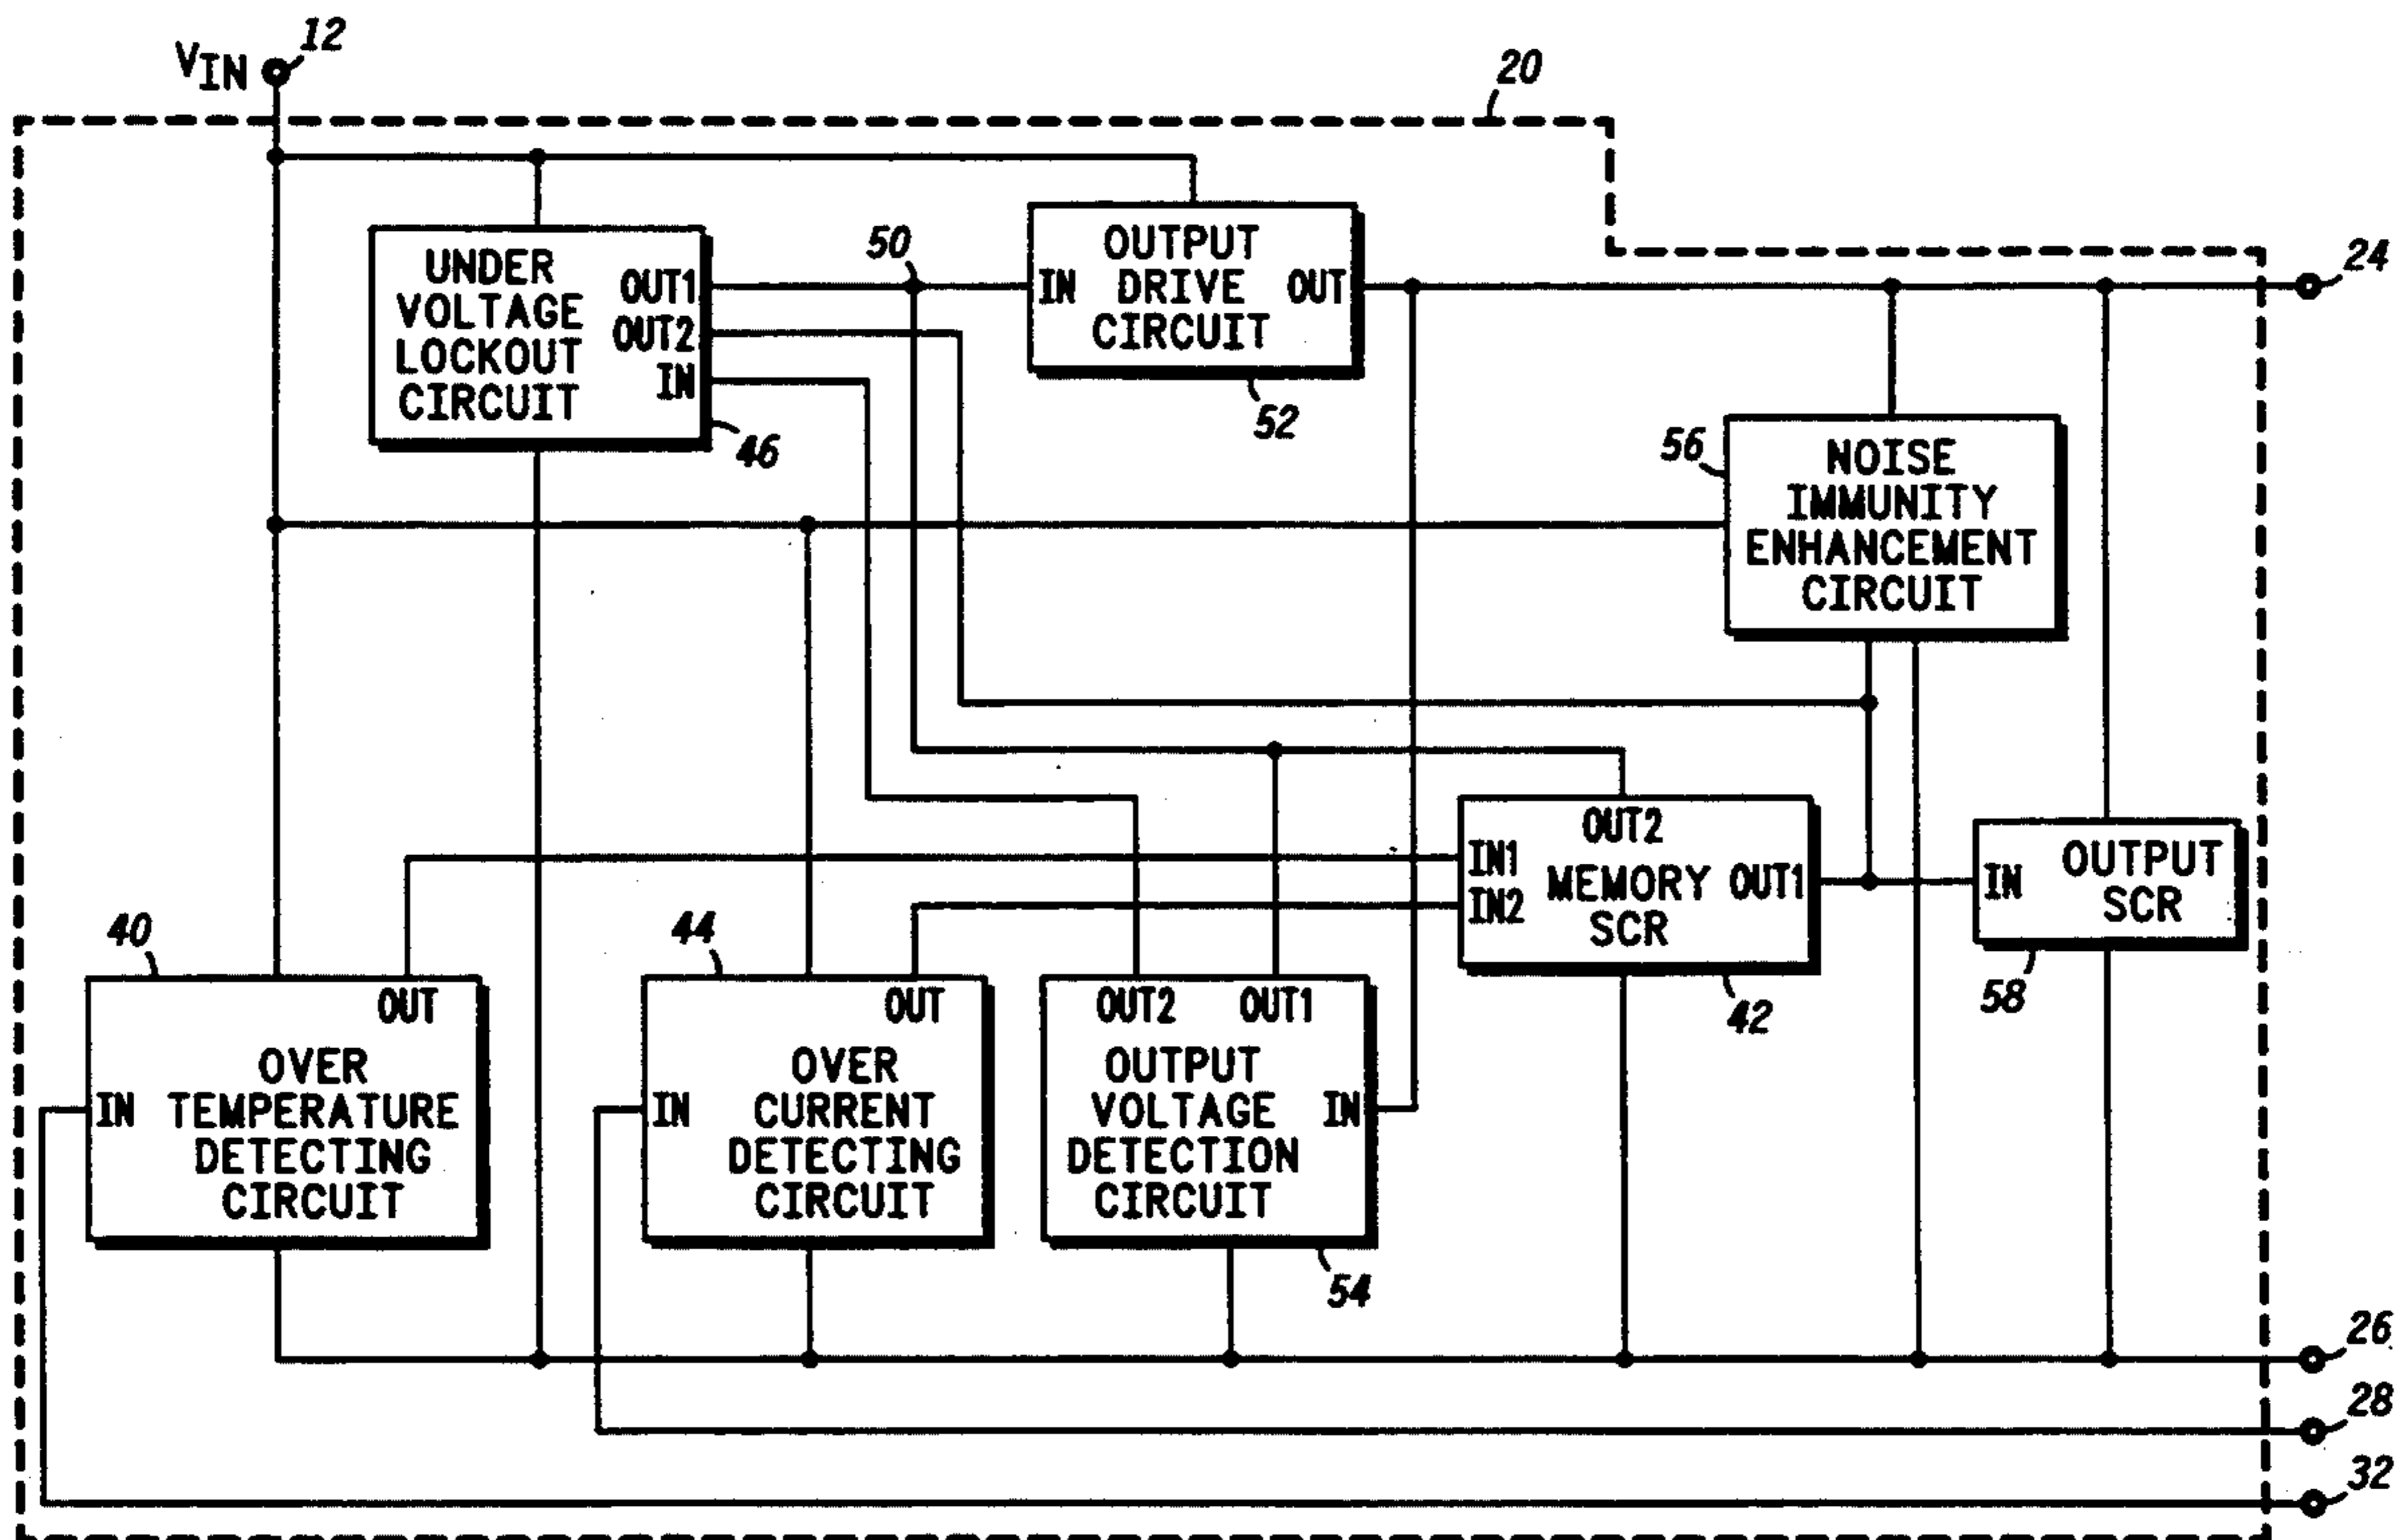 12
VIN
20
24
UNDER
VOLTAGE
LOCKOUT
CIRCUIT
OUT1
OUT2
IN
46
50
OUTPUT
DRIVE
CIRCUIT
IN
OUT
52
56
NOISE
IMMUNITY
ENHANCEMENT
CIRCUIT
OUT2
IN1
IN2
MEMORY
SCR
OUT1
42
IN
OUTPUT
SCR
58
40
OUT
IN
OVER
TEMPERATURE
DETECTING
CIRCUIT
44
OUT
IN
OVER
CURRENT
DETECTING
CIRCUIT
OUT2
OUT1
OUTPUT
VOLTAGE
DETECTION
CIRCUIT
IN
54
26
28
32